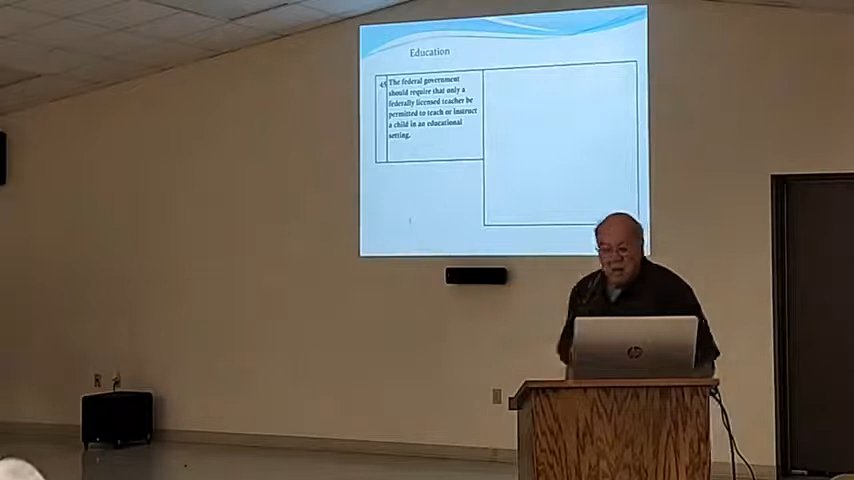 Education
45 The federal government
should require that only a
federally licensed teacher be
permitted to teach or instruct
a child in an educational
setting.
hp